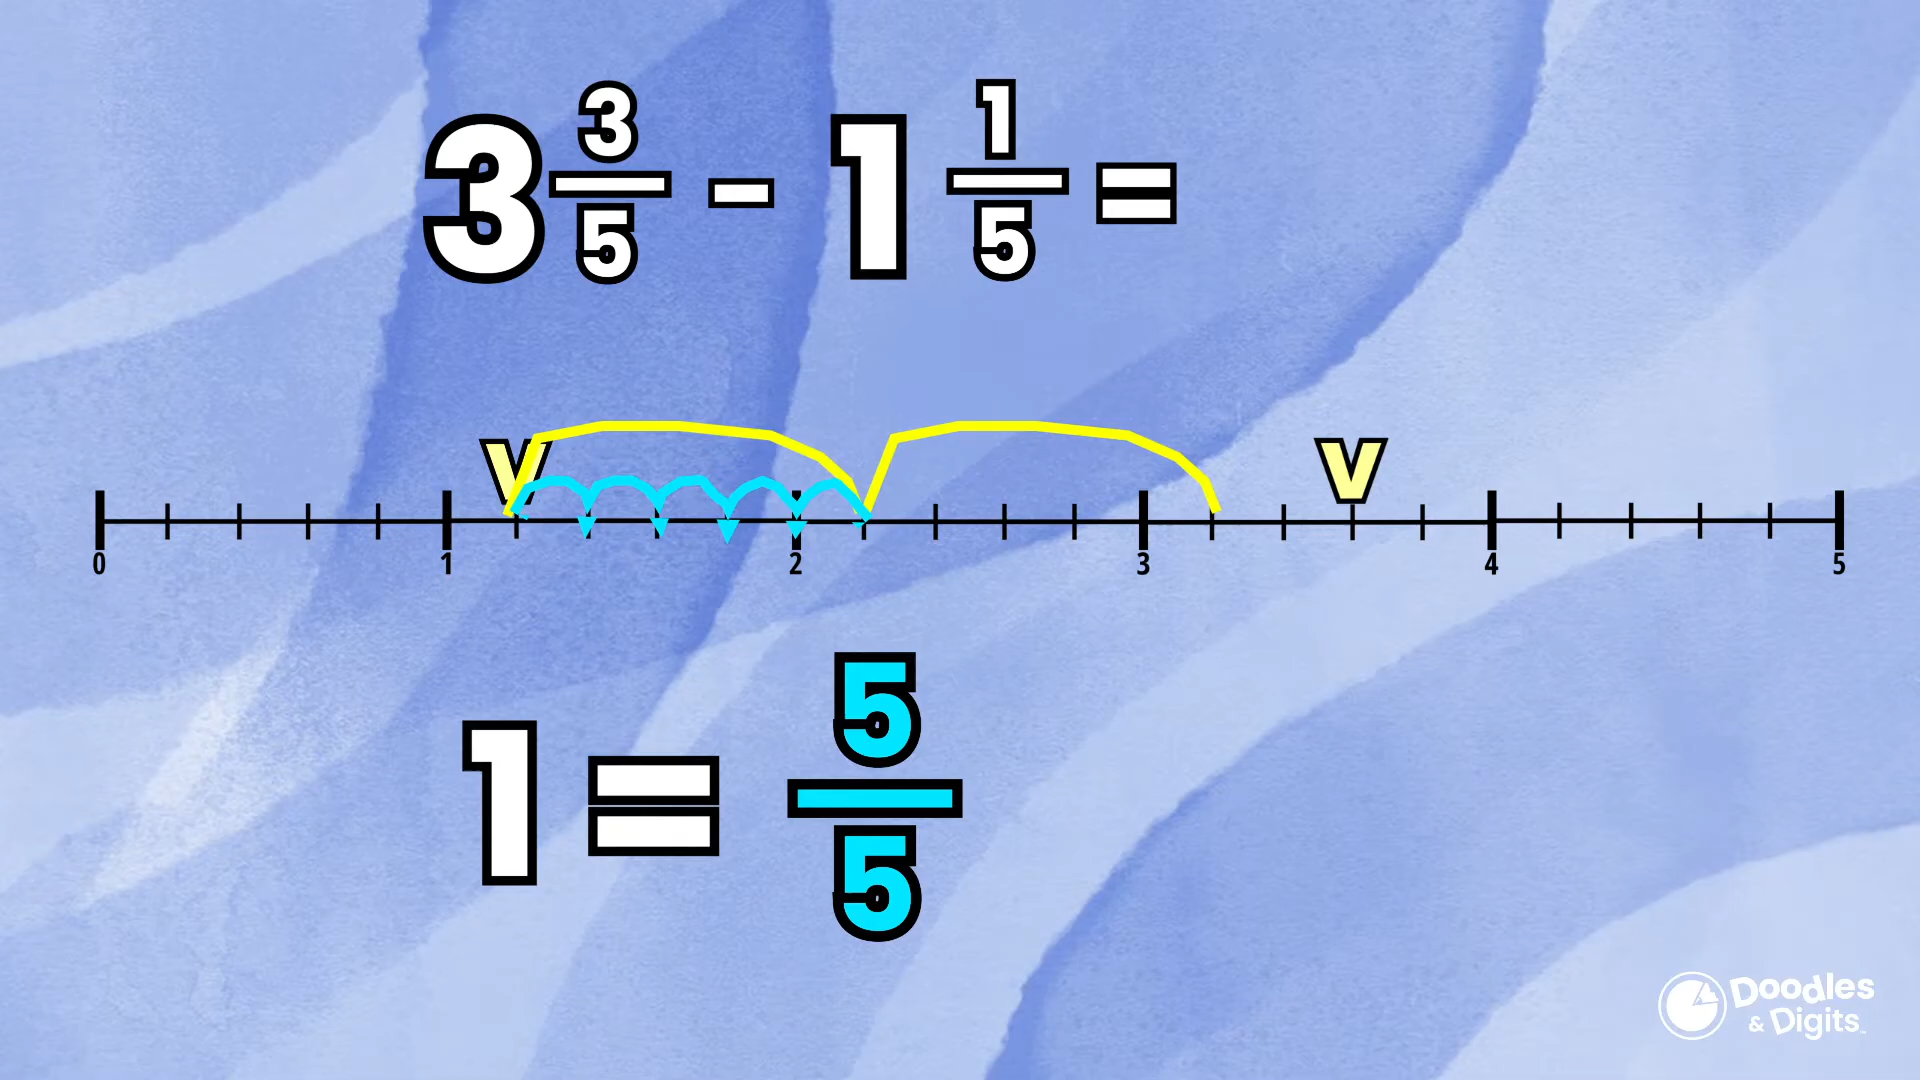 3 3/5 - 1 1/5 =
v v
0 1 2 3 4 5
1 = 5/5
Doodles
& Digits